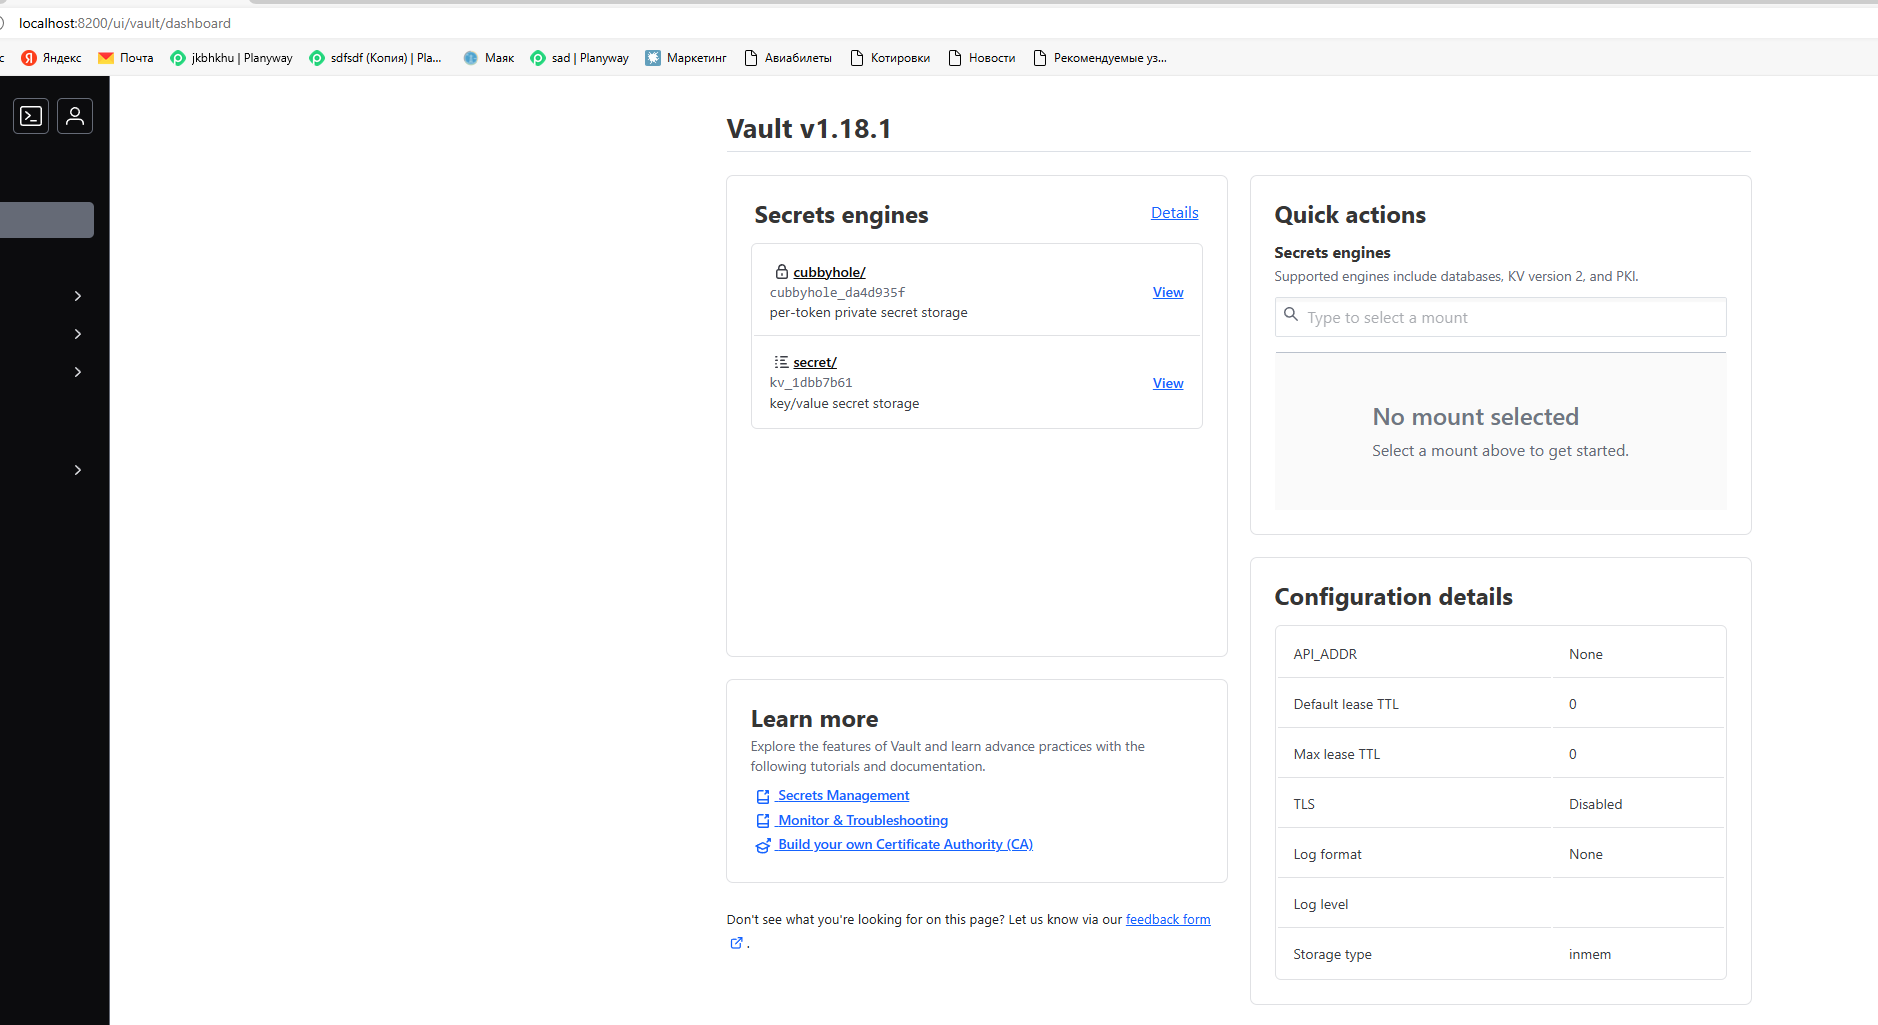 localhost:8200/ui/vault/dashboard
с Я Яндекс Почта jkbhkhu | Planyway sdfsdf (Копия) | Pla... Маяк sad | Planyway Маркетинг Авиабилеты Котировки Новости Рекомендуемые уз...
Vault v1.18.1
Secrets engines
Details
cubbyhole/
cubbyhole_da4d935f
per-token private secret storage
View
secret/
kv_1dbb7b61
key/value secret storage
View
Quick actions
Secrets engines
Supported engines include databases, KV version 2, and PKI.
Type to select a mount
No mount selected
Select a mount above to get started.
Learn more
Explore the features of Vault and learn advance practices with the
following tutorials and documentation.
Secrets Management
Monitor & Troubleshooting
Build your own Certificate Authority (CA)
Don't see what you're looking for on this page? Let us know via our feedback form
.
Configuration details
API_ADDR None
Default lease TTL 0
Max lease TTL 0
TLS Disabled
Log format None
Log level
Storage type inmem